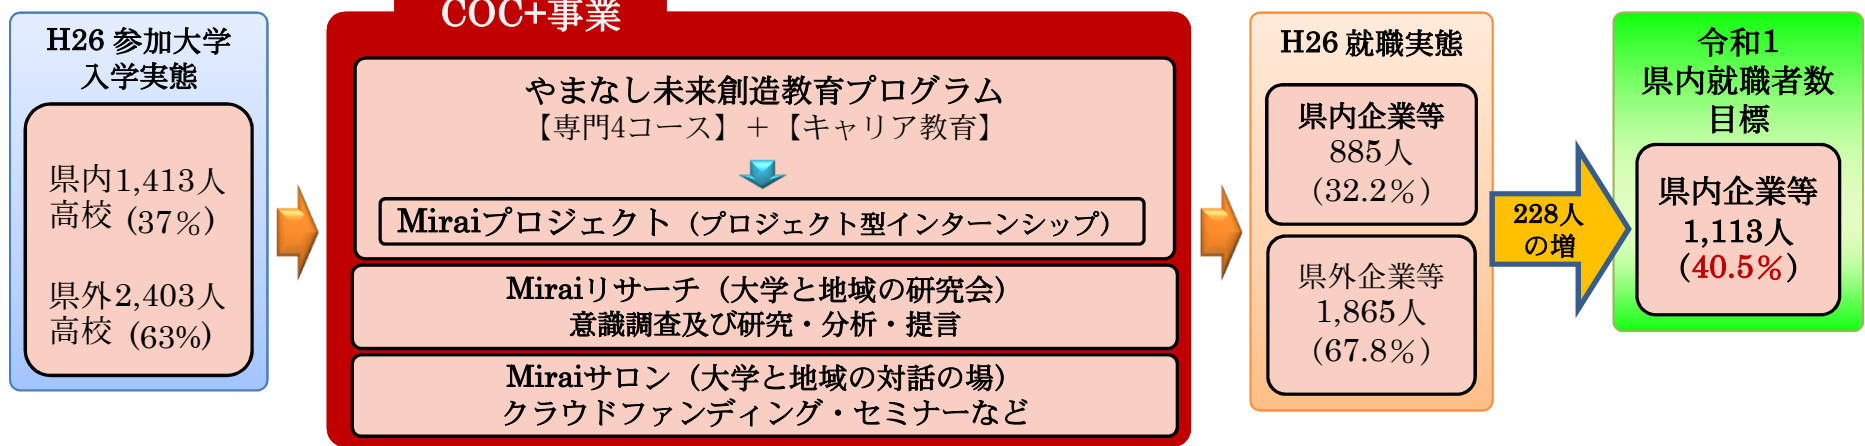 H26 参加大学
入学実態
県内1,413人
高校 (37%)
県外2,403人
高校 (63%)
COC+事業
やまなし未来創造教育プログラム
【専門4コース】＋【キャリア教育】
Miraiプロジェクト（プロジェクト型インターンシップ）
Miraiリサーチ（大学と地域の研究会）
意識調査及び研究・分析・提言
Miraiサロン（大学と地域の対話の場）
クラウドファンディング・セミナーなど
H26 就職実態
県内企業等
885人
（32.2％）
県外企業等
1,865人
（67.8％）
228人
の増
令和1
県内就職者数
目標
県内企業等
1,113人
（40.5％）